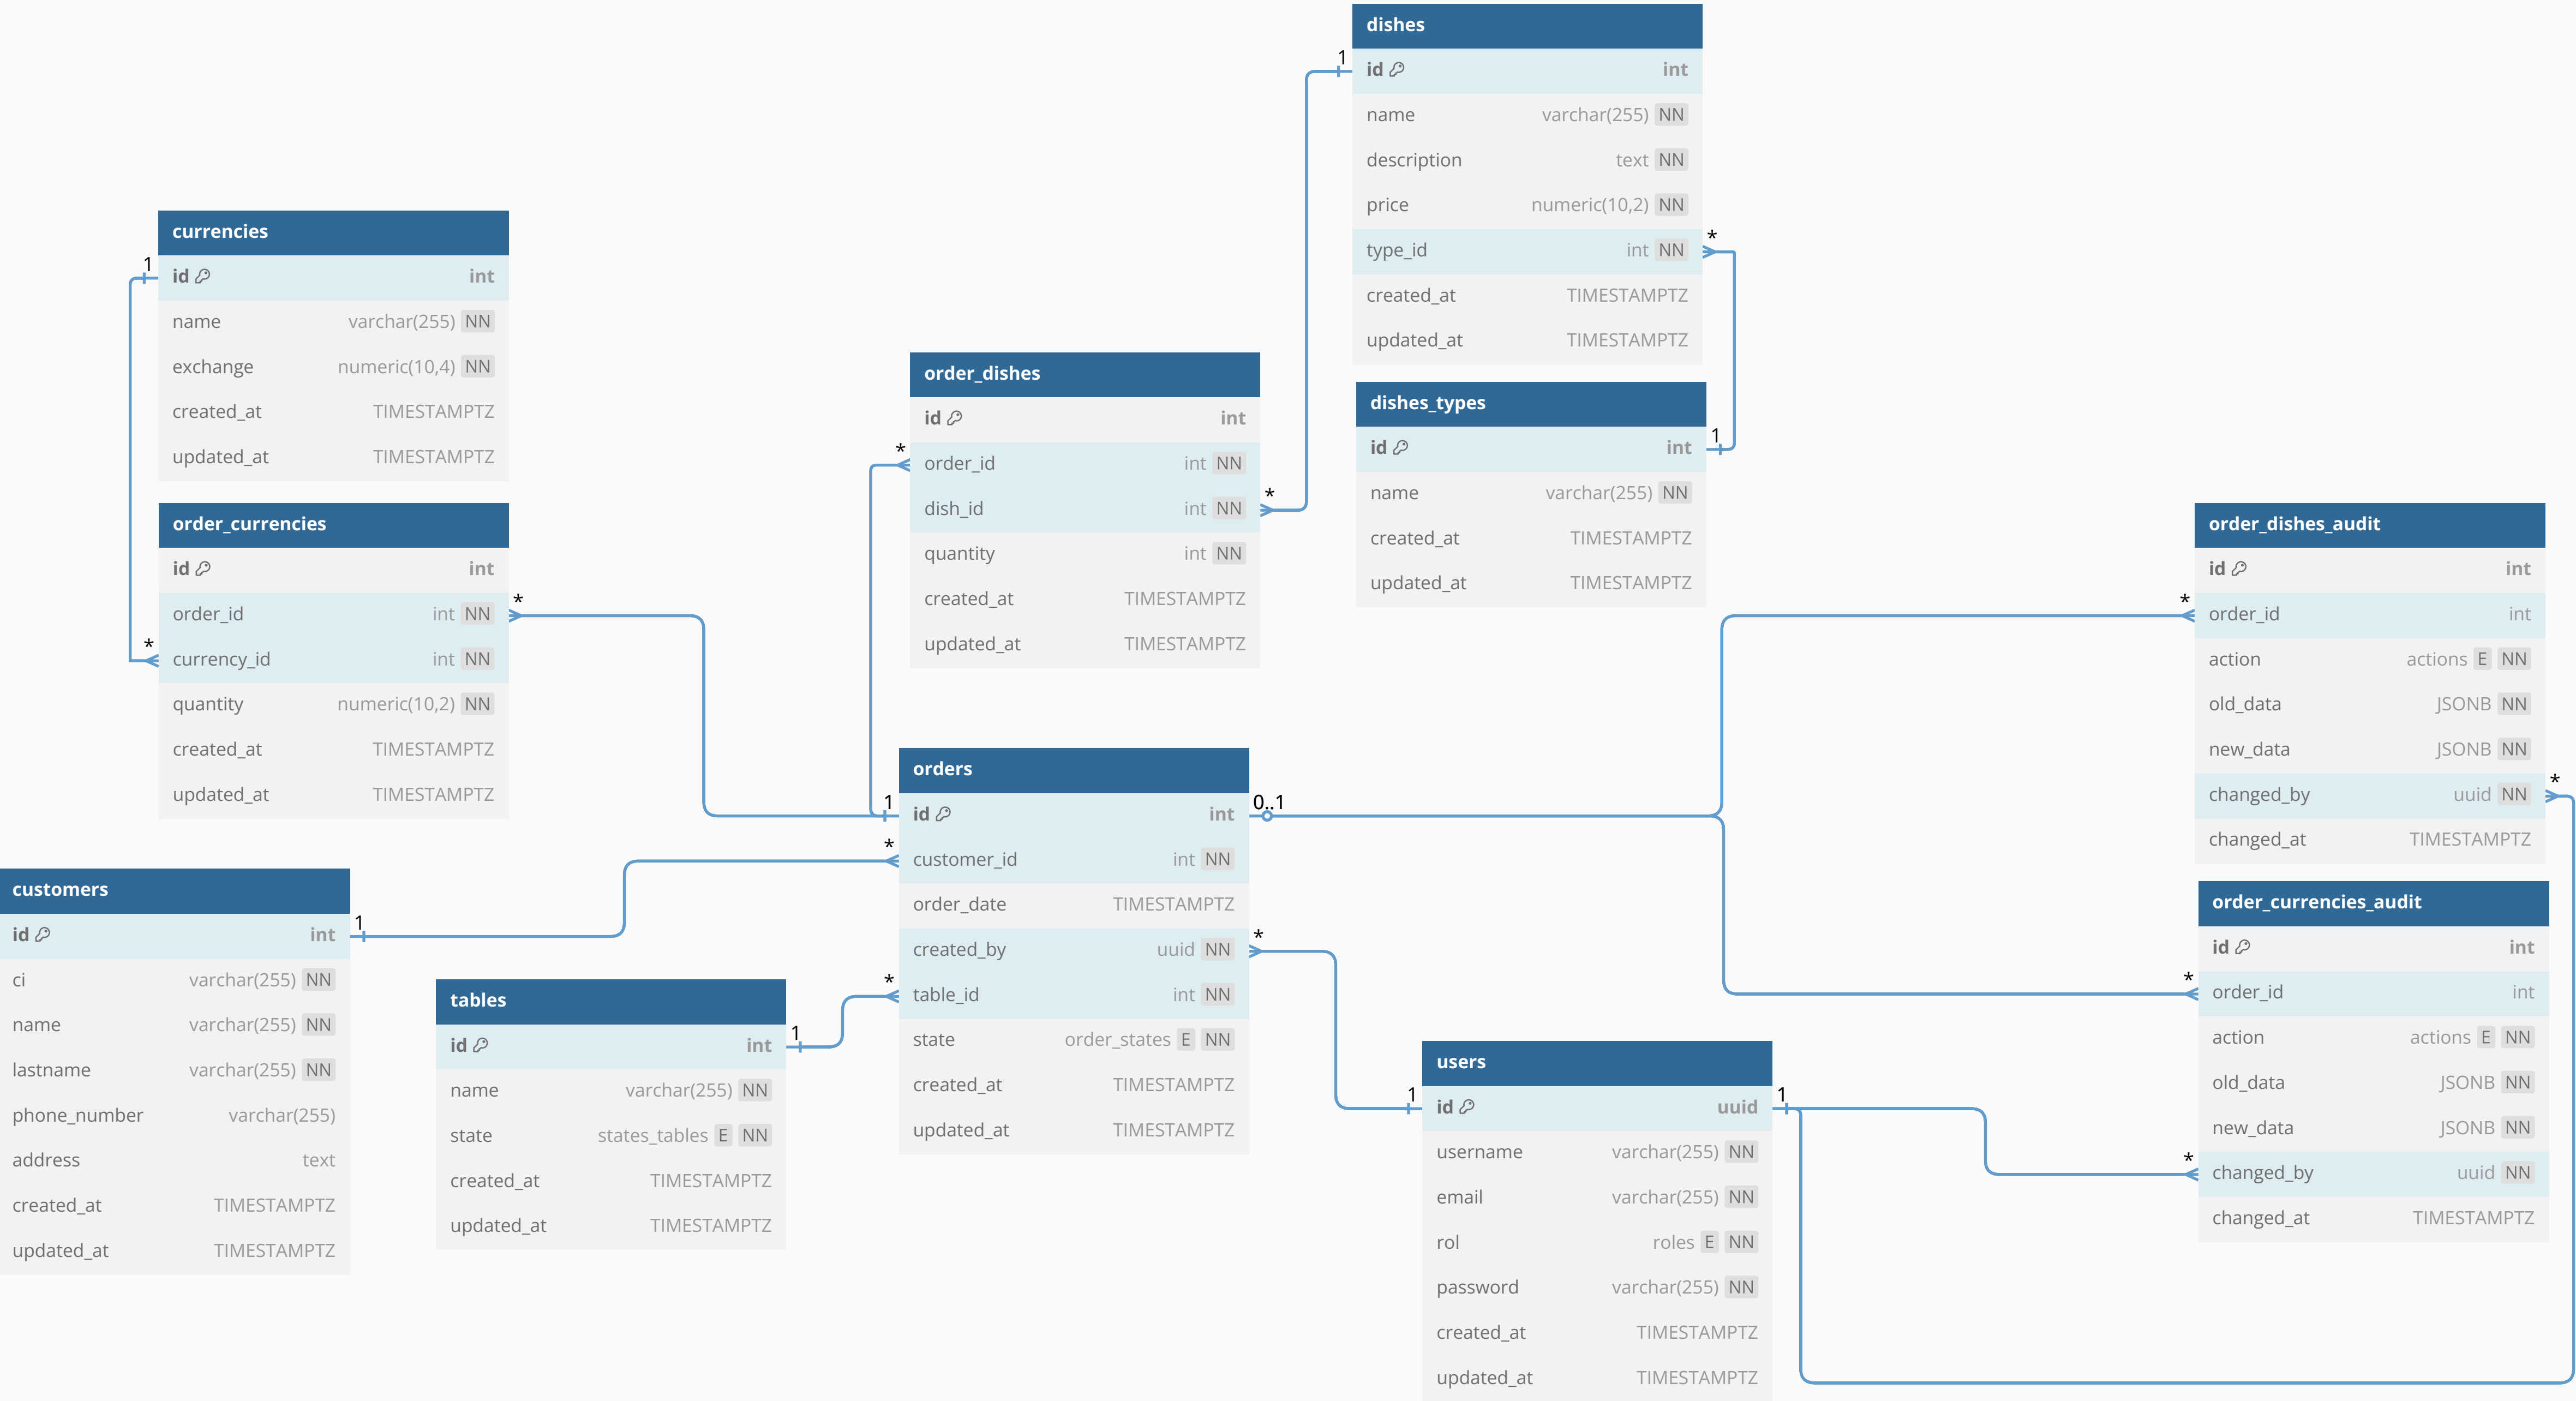 dishes
1
id int
name varchar(255) NN
description text NN
price numeric(10,2) NN
*
type_id int NN
created_at TIMESTAMPTZ
updated_at TIMESTAMPTZ
currencies
1
id int
name varchar(255) NN
exchange numeric(10,4) NN
created_at TIMESTAMPTZ
updated_at TIMESTAMPTZ
order_dishes
id int
*
order_id int NN
*
dish_id int NN
quantity int NN
created_at TIMESTAMPTZ
updated_at TIMESTAMPTZ
dishes_types
1
id int
name varchar(255) NN
created_at TIMESTAMPTZ
updated_at TIMESTAMPTZ
order_currencies
id int
*
order_id int NN
*
currency_id int NN
quantity numeric(10,2) NN
created_at TIMESTAMPTZ
updated_at TIMESTAMPTZ
order_dishes_audit
id int
*
order_id int
action actions E NN
old_data JSONB NN
new_data JSONB NN
*
changed_by uuid NN
changed_at TIMESTAMPTZ
orders
1 0..1
id int
*
customer_id int NN
order_date TIMESTAMPTZ
*
created_by uuid NN
*
table_id int NN
state order_states E NN
created_at TIMESTAMPTZ
updated_at TIMESTAMPTZ
customers
1
id int
ci varchar(255) NN
name varchar(255) NN
lastname varchar(255) NN
phone_number varchar(255)
address text
created_at TIMESTAMPTZ
updated_at TIMESTAMPTZ
tables
1
id int
name varchar(255) NN
state states_tables E NN
created_at TIMESTAMPTZ
updated_at TIMESTAMPTZ
order_currencies_audit
id int
*
order_id int
action actions E NN
old_data JSONB NN
new_data JSONB NN
*
changed_by uuid NN
changed_at TIMESTAMPTZ
users
1 1
id uuid
username varchar(255) NN
email varchar(255) NN
rol roles E NN
password varchar(255) NN
created_at TIMESTAMPTZ
updated_at TIMESTAMPTZ